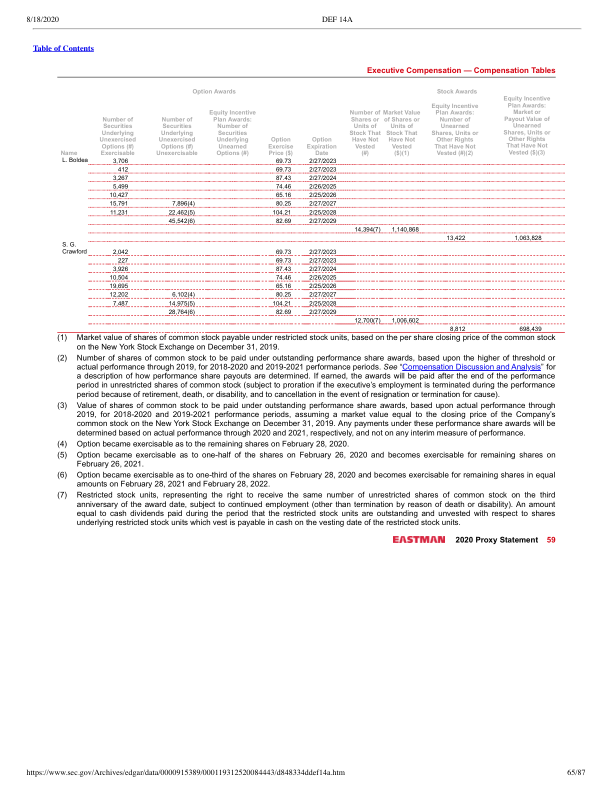 8/18/2020 DEF 14A
Table of Contents
Executive Compensation — Compensation Tables
Option Awards Stock Awards
Name
Number of
Securities
Underlying
Unexercised
Options (#)
Exercisable
Number of
Securities
Underlying
Unexercised
Options (#)
Unexercisable
Equity Incentive
Plan Awards:
Number of
Securities
Underlying
Unexercised
Unearned
Options (#)
Option
Exercise
Price ($)
Option
Expiration
Date
Number of
Shares or
Units of
Stock That
Have Not
Vested
(#)
Market Value
of Shares or
Units of
Stock That
Have Not
Vested
($)(1)
Equity Incentive
Plan Awards:
Number of
Unearned
Shares, Units or
Other Rights
That Have Not
Vested (#)(2)
Equity Incentive
Plan Awards:
Market or
Payout Value of
Unearned
Shares, Units or
Other Rights
That Have Not
Vested ($)(3)
L. Boldea 3,706 69.73 2/27/2023
412 69.73 2/27/2023
3,267 87.43 2/27/2024
5,499 74.46 2/26/2025
10,427 65.16 2/25/2026
15,791 7,896(4) 80.25 2/27/2027
11,231 22,462(5) 104.21 2/25/2028
45,542(6) 82.69 2/27/2029
14,394(7) 1,140,868
13,422 1,063,828
S. G.
Crawford 2,042 69.73 2/27/2023
227 69.73 2/27/2023
3,926 87.43 2/27/2024
10,504 74.46 2/26/2025
19,695 65.16 2/25/2026
12,202 6,102(4) 80.25 2/27/2027
7,487 14,975(5) 104.21 2/25/2028
28,764(6) 82.69 2/27/2029
12,700(7) 1,006,602
8,812 698,439
(1) Market value of shares of common stock payable under restricted stock units, based on the per share closing price of the common stock
on the New York Stock Exchange on December 31, 2019.
(2) Number of shares of common stock to be paid under outstanding performance share awards, based upon the higher of threshold or
actual performance through 2019, for 2018-2020 and 2019-2021 performance periods. See “Compensation Discussion and Analysis” for
a description of how performance share payouts are determined. If earned, the awards will be paid after the end of the performance
period in unrestricted shares of common stock (subject to proration if the executive's employment is terminated during the performance
period because of retirement, death, or disability, and to cancellation in the event of resignation or termination for cause).
(3) Value of shares of common stock to be paid under outstanding performance share awards, based upon actual performance through
2019, for 2018-2020 and 2019-2021 performance periods, assuming a market value equal to the closing price of the Company's
common stock on the New York Stock Exchange on December 31, 2019. Any payments under these performance share awards will be
determined based on actual performance through 2020 and 2021, respectively, and not on any interim measure of performance.
(4) Option became exercisable as to the remaining shares on February 28, 2020.
(5) Option became exercisable as to one-half of the shares on February 26, 2020 and becomes exercisable for remaining shares on
February 26, 2021.
(6) Option became exercisable as to one-third of the shares on February 28, 2020 and becomes exercisable for remaining shares in equal
amounts on February 28, 2021 and February 28, 2022.
(7) Restricted stock units, representing the right to receive the same number of unrestricted shares of common stock on the third
anniversary of the award date, subject to continued employment (other than termination by reason of death or disability). An amount
equal to cash dividends paid during the period that the restricted stock units are outstanding and unvested with respect to shares
underlying restricted stock units which vest is payable in cash on the vesting date of the restricted stock units.
EASTMAN 2020 Proxy Statement 59
https://www.sec.gov/Archives/edgar/data/0000915389/000119312520084443/d848334ddef14a.htm 65/87